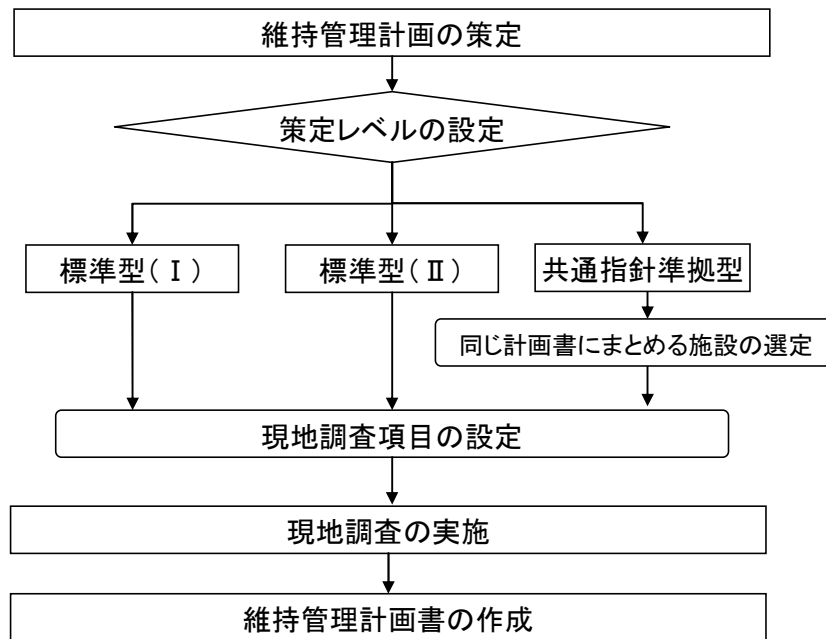 維持管理計画の策定
策定レベルの設定
標準型(Ⅰ)
標準型(Ⅱ)
共通指針準拠型
同じ計画書にまとめる施設の選定
現地調査項目の設定
現地調査の実施
維持管理計画書の作成